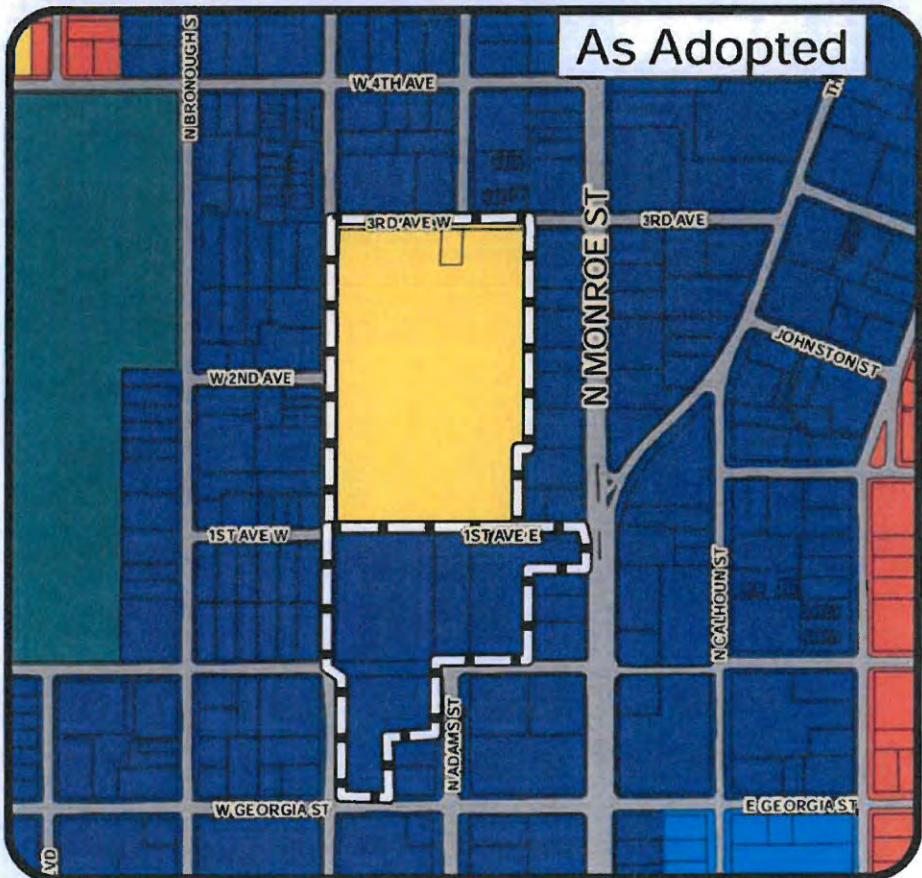 As Adopted
N BRONOUGH S
W 4TH AVE
3RD AVE W
N MONROE ST
3RD AVE
JOHNSTON ST
W 2ND AVE
1ST AVE W
1ST AVE E
N CALHOUN ST
N ADAMS ST
W GEORGIA ST
E GEORGIA ST
VD